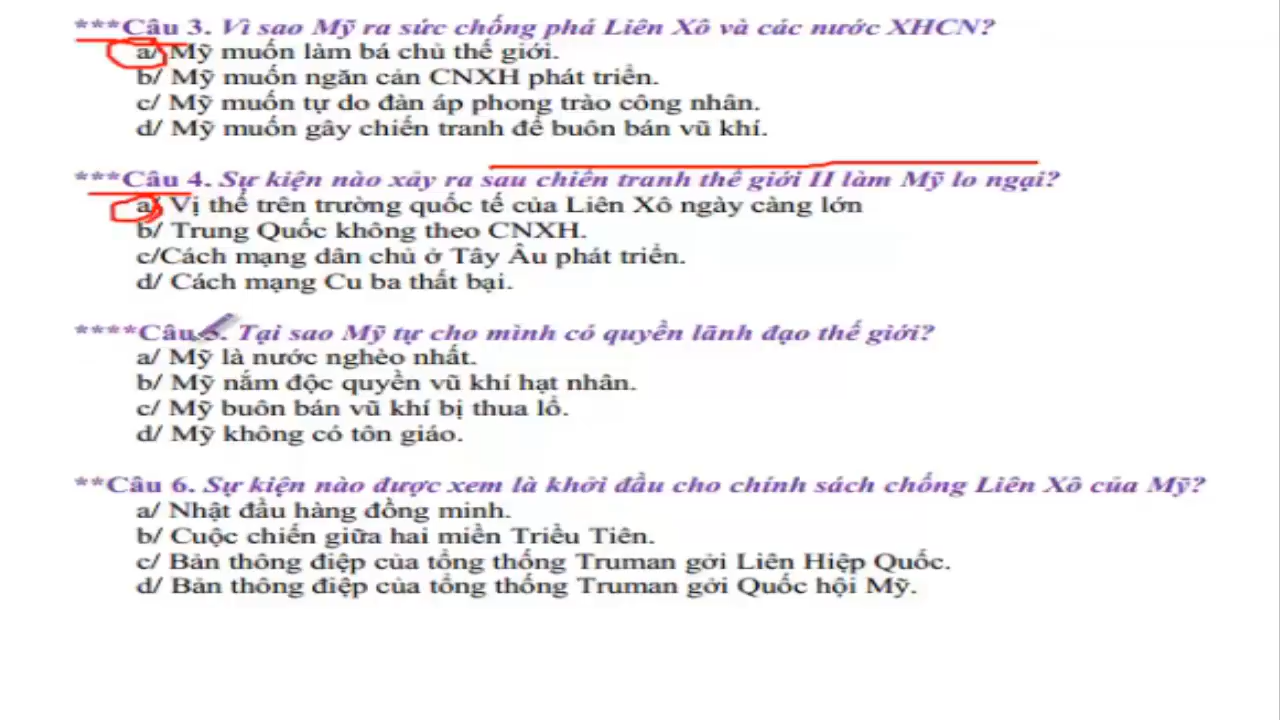 ***Câu 3. Vì sao Mỹ ra sức chống phá Liên Xô và các nước XHCN?
a/ Mỹ muốn làm bá chủ thế giới.
b/ Mỹ muốn ngăn cản CNXH phát triển.
c/ Mỹ muốn tự do đàn áp phong trào công nhân.
d/ Mỹ muốn gây chiến tranh để buôn bán vũ khí.
***Câu 4. Sự kiện nào xảy ra sau chiến tranh thế giới II làm Mỹ lo ngại?
a/ Vị thế trên trường quốc tế của Liên Xô ngày càng lớn
b/ Trung Quốc không theo CNXH.
c/Cách mạng dân chủ ở Tây Âu phát triển.
d/ Cách mạng Cu ba thất bại.
****Câu 5. Tại sao Mỹ tự cho mình có quyền lãnh đạo thế giới?
a/ Mỹ là nước nghèo nhất.
b/ Mỹ nắm độc quyền vũ khí hạt nhân.
c/ Mỹ buôn bán vũ khí bị thua lổ.
d/ Mỹ không có tôn giáo.
**Câu 6. Sự kiện nào được xem là khởi đầu cho chính sách chống Liên Xô của Mỹ?
a/ Nhật đầu hàng đồng minh.
b/ Cuộc chiến giữa hai miền Triều Tiên.
c/ Bản thông điệp của tổng thống Truman gởi Liên Hiệp Quốc.
d/ Bản thông điệp của tổng thống Truman gởi Quốc hội Mỹ.